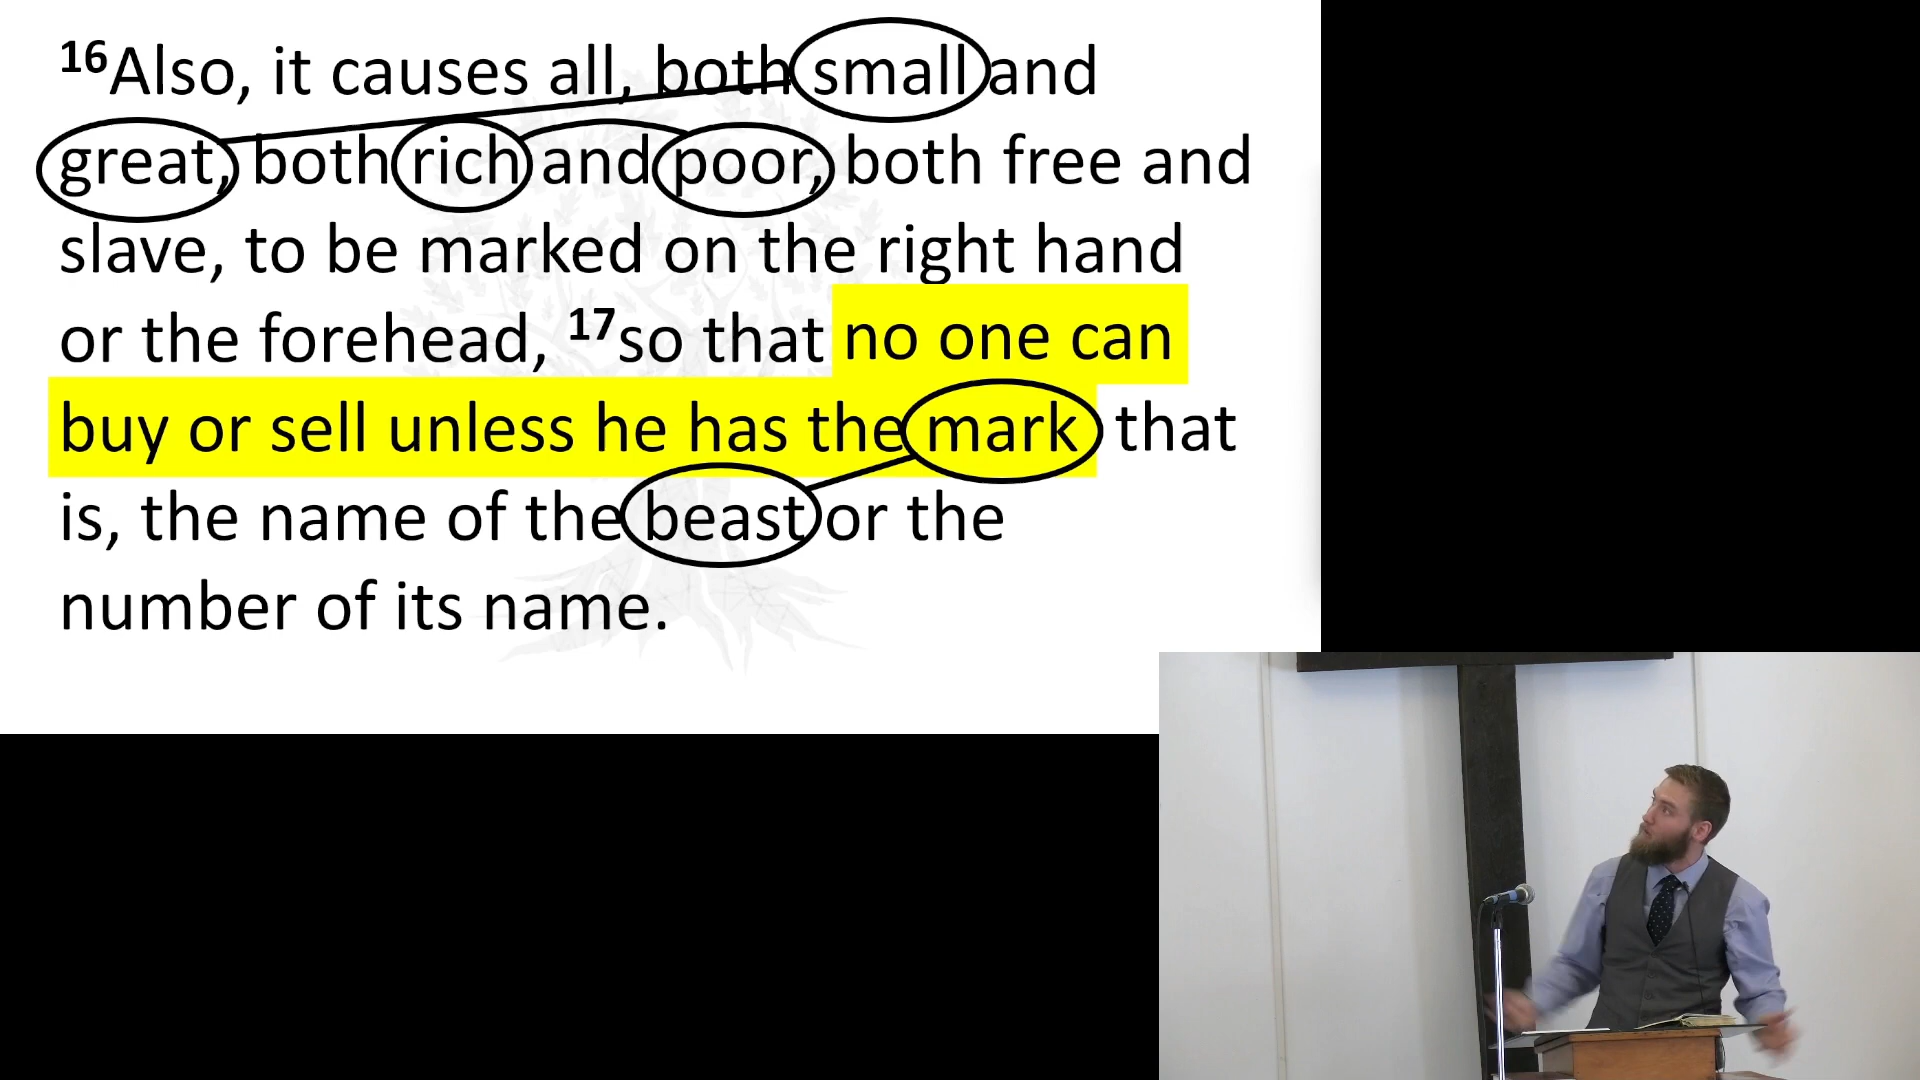 16Also, it causes all, both small and
great, both rich and poor, both free and
slave, to be marked on the right hand
or the forehead, 17so that no one can
buy or sell unless he has the mark that
is, the name of the beast or the
number of its name.